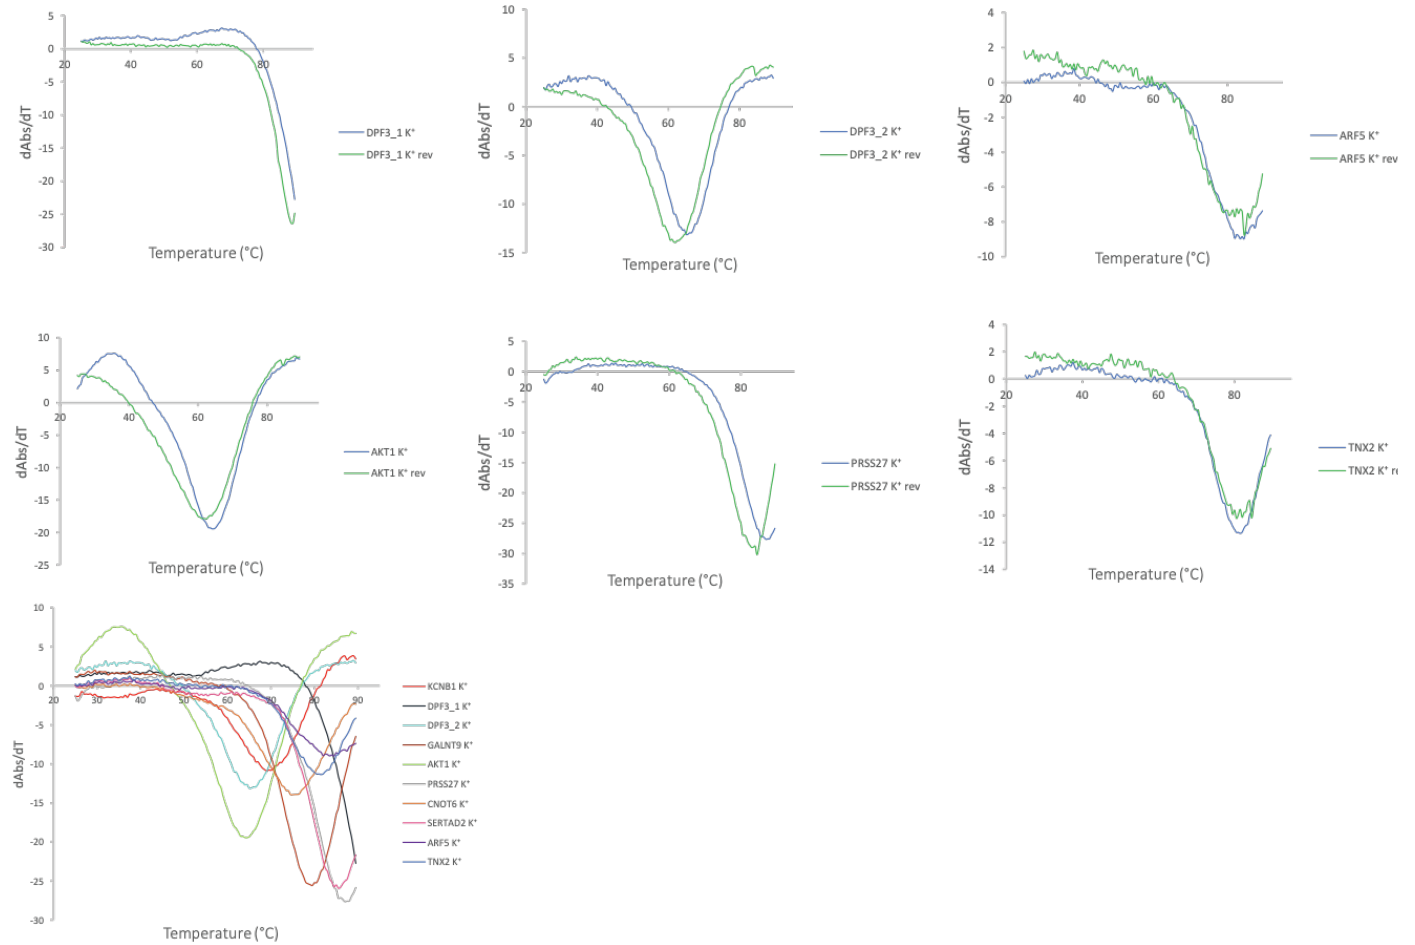 5
0
-5
-10
-15
-20
-25
-30
20
40
60
80
dAbs/dT
Temperature (°C)
DPF3_1 K⁺
DPF3_1 K⁺ rev
10
5
0
-5
-10
-15
20
40
60
80
dAbs/dT
Temperature (°C)
DPF3_2 K⁺
DPF3_2 K⁺ rev
4
2
0
-2
-4
-6
-8
-10
20
40
60
80
dAbs/dT
Temperature (°C)
ARF5 K⁺
ARF5 K⁺ rev
10
5
0
-5
-10
-15
-20
-25
20
40
60
80
dAbs/dT
Temperature (°C)
AKT1 K⁺
AKT1 K⁺ rev
5
0
-5
-10
-15
-20
-25
-30
-35
20
40
60
80
dAbs/dT
Temperature (°C)
PRSS27 K⁺
PRSS27 K⁺ rev
4
2
0
-2
-4
-6
-8
-10
-12
-14
20
40
60
80
dAbs/dT
Temperature (°C)
TNX2 K⁺
TNX2 K⁺ re
10
5
0
-5
-10
-15
-20
-25
-30
20
30
40
50
60
70
80
90
dAbs/dT
Temperature (°C)
KCNB1 K⁺
DPF3_1 K⁺
DPF3_2 K⁺
GALNT9 K⁺
AKT1 K⁺
PRSS27 K⁺
CNOT6 K⁺
SERTAD2 K⁺
ARF5 K⁺
TNX2 K⁺